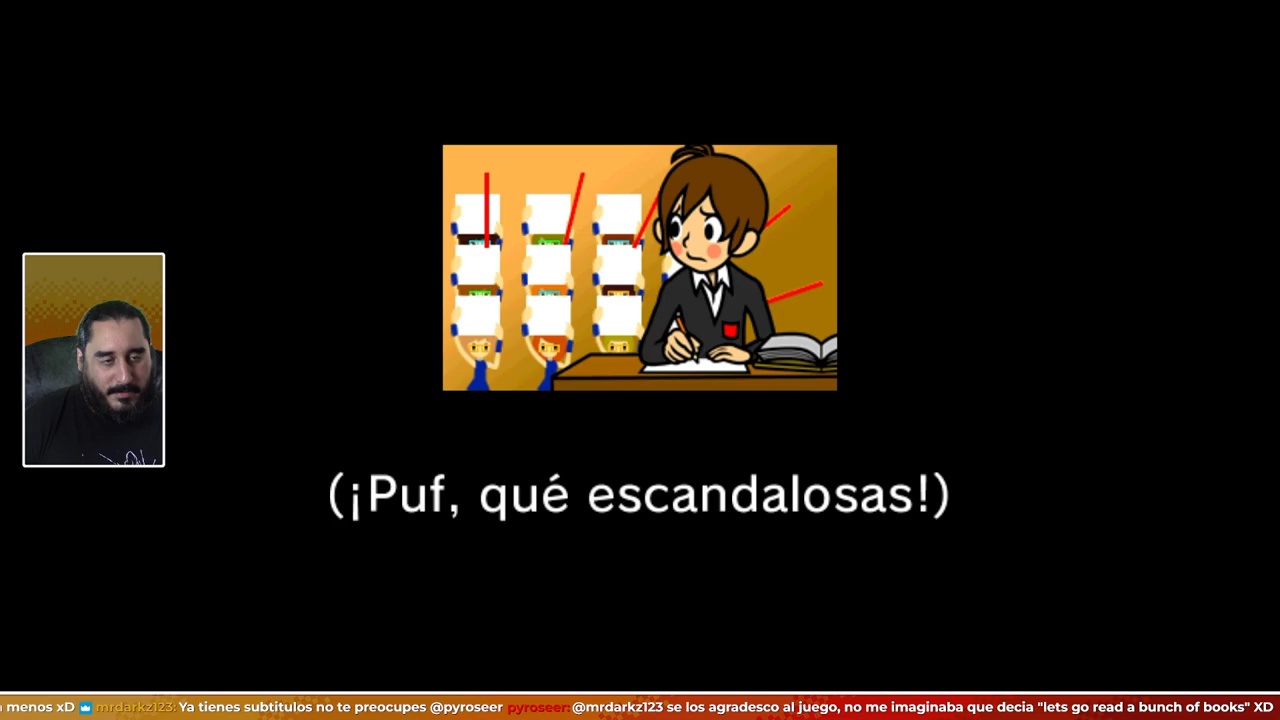 (¡Puf, qué escandalosas!)
menos xD mrdarkz123: Ya tienes subtitulos no te preocupes @pyroseer pyroseer: @mrdarkz123 se los agradesco al juego, no me imaginaba que decia "lets go read a bunch of books" XD